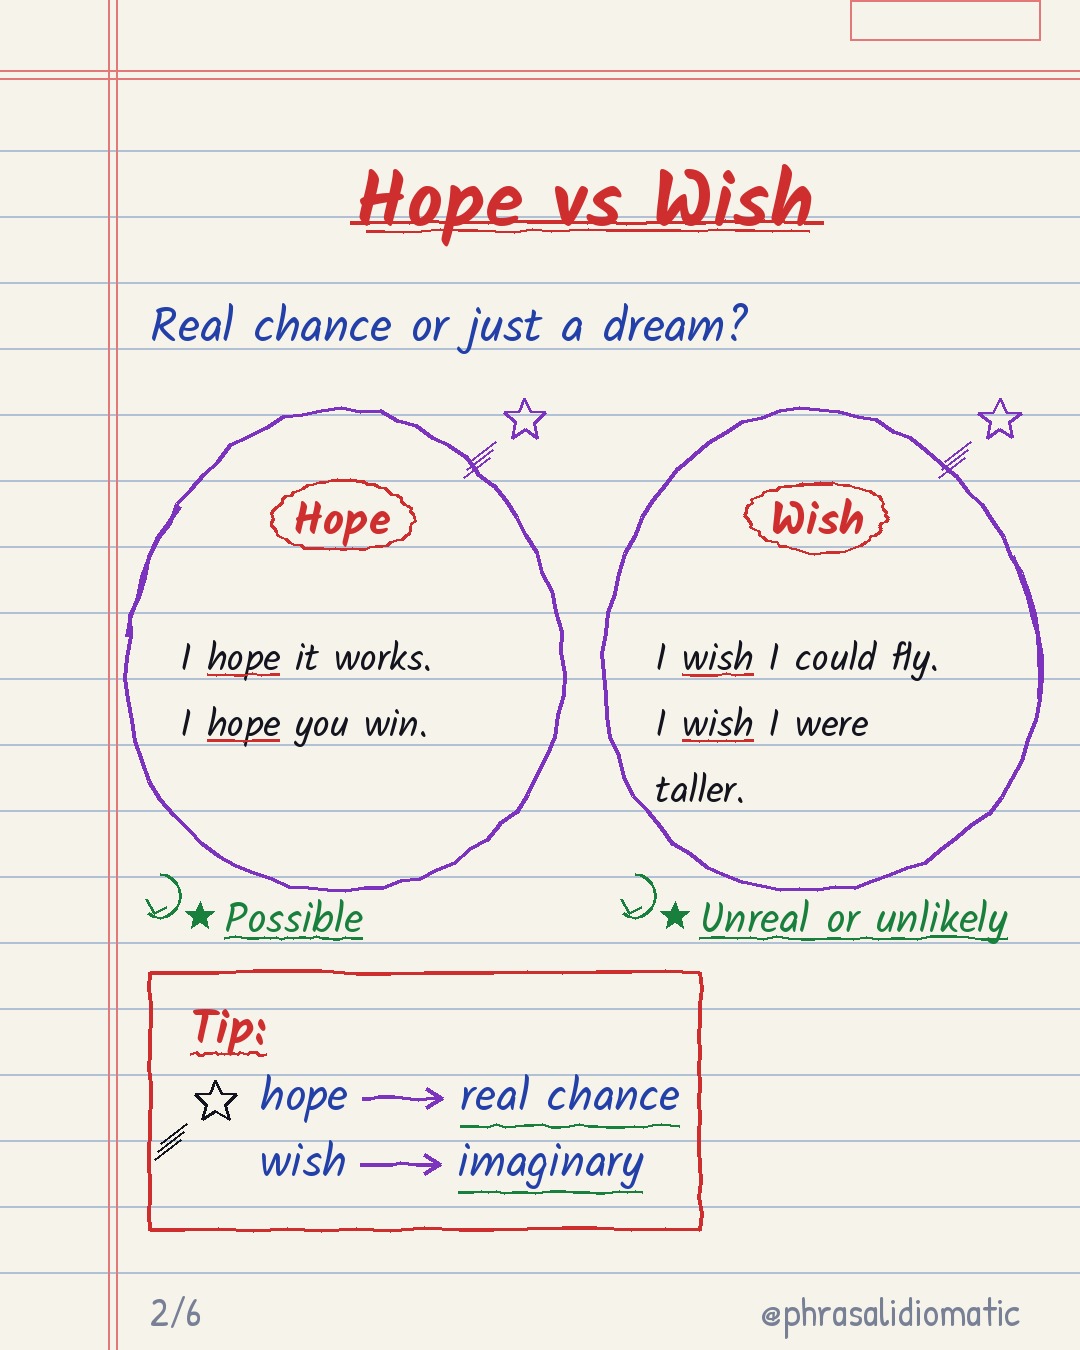 Hope vs Wish
Real chance or just a dream?
Hope
I hope it works.
I hope you win.
Possible
Wish
I wish I could fly.
I wish I were
taller.
Unreal or unlikely
Tip:
hope → real chance
wish → imaginary
2/6
@phrasalidiomatic